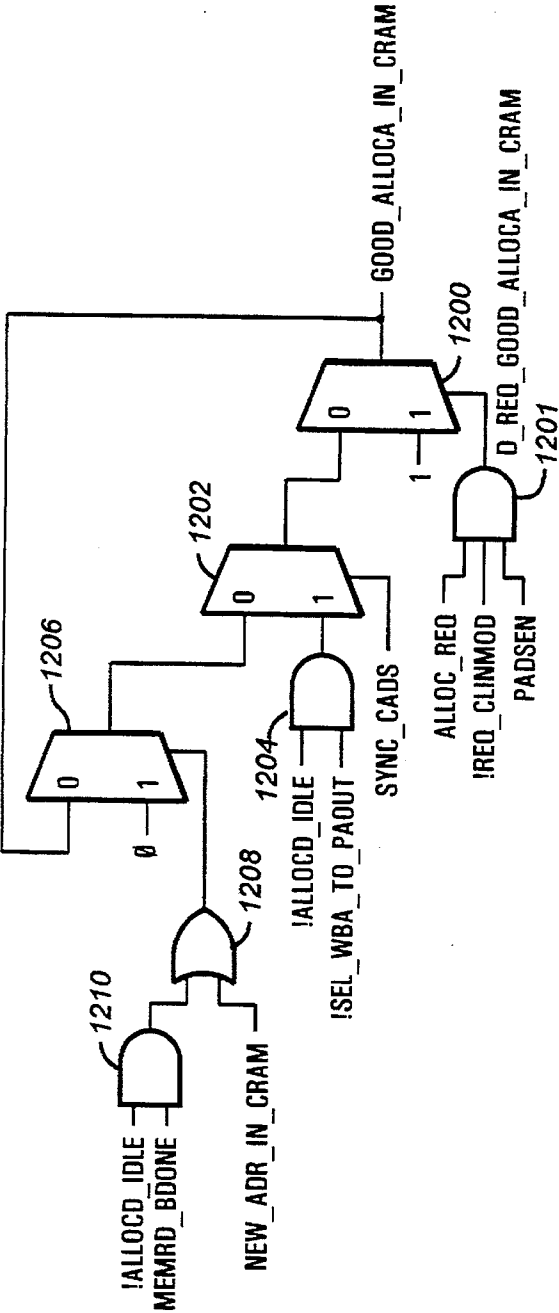 !ALLOCD_IDLE
MEMRD_BDONE
1210
NEW_ADR_IN_CRAM
1208
0
1
0
1206
!ALLOCD_IDLE
!SEL_WBA_TO_PAOUT
1204
0
1
1202
SYNC_CADS
0
1
1
1200
GOOD_ALLOCA_IN_CRAM
ALLOC_REQ
!REQ_CLINMOD
PADSEN
D_REQ_GOOD_ALLOCA_IN_CRAM
1201